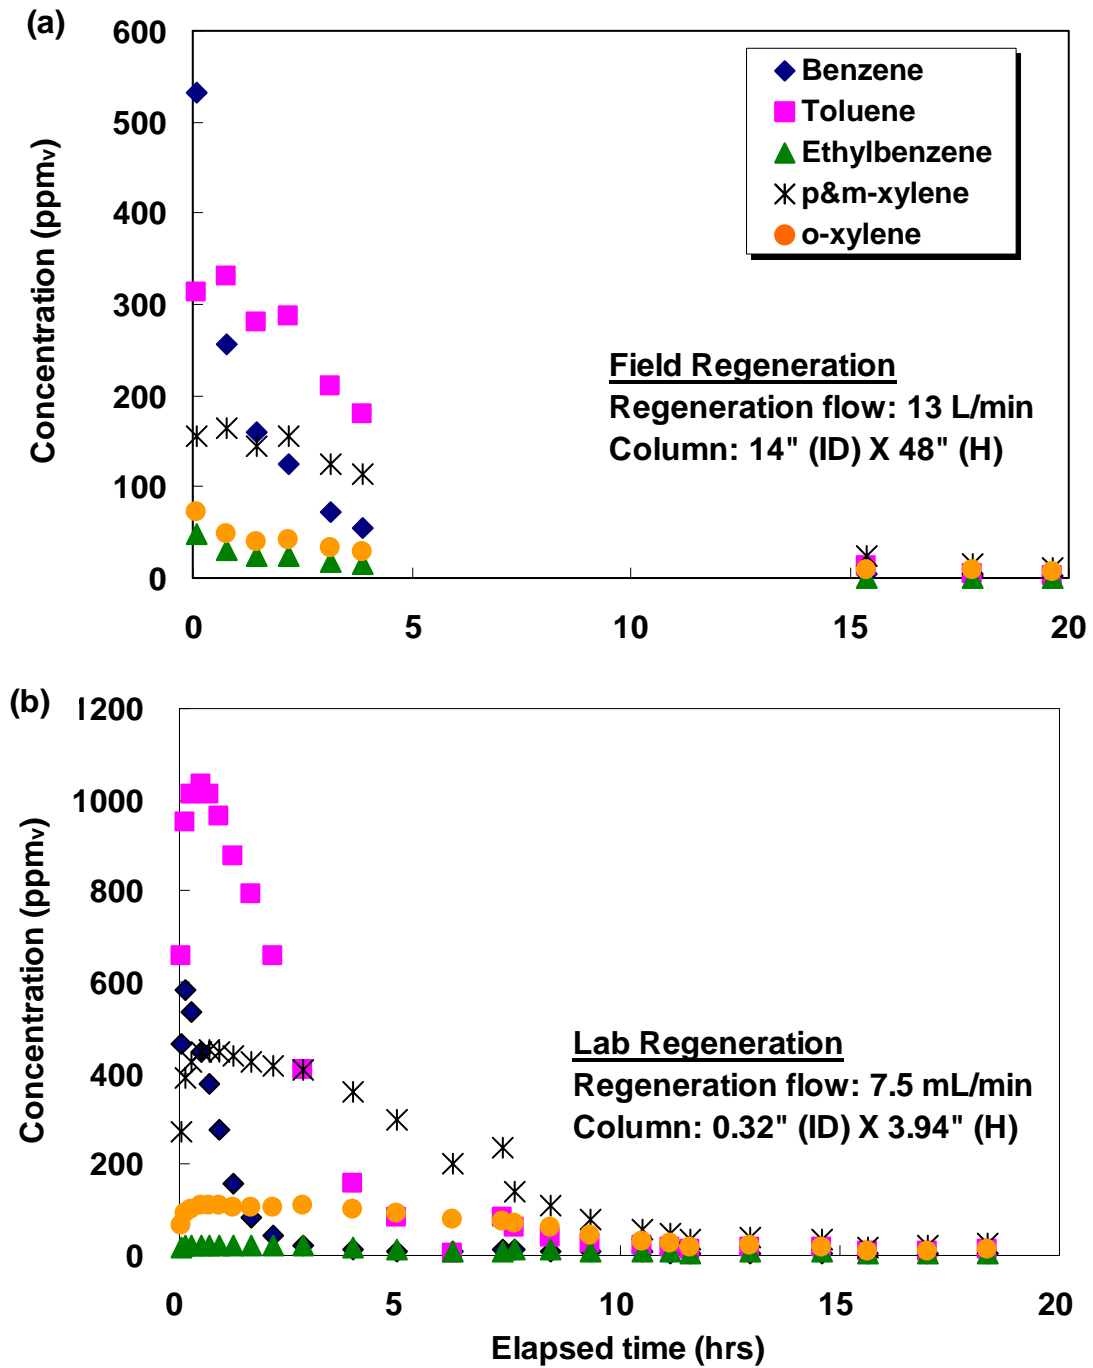 (a)
600
500
400
300
200
100
0
Concentration (ppmv)
Benzene
Toluene
Ethylbenzene
p&m-xylene
o-xylene
Field Regeneration
Regeneration flow: 13 L/min
Column: 14" (ID) X 48" (H)
0 5 10 15 20
(b)
1200
1000
800
600
400
200
0
Concentration (ppmv)
Lab Regeneration
Regeneration flow: 7.5 mL/min
Column: 0.32" (ID) X 3.94" (H)
0 5 10 15 20
Elapsed time (hrs)